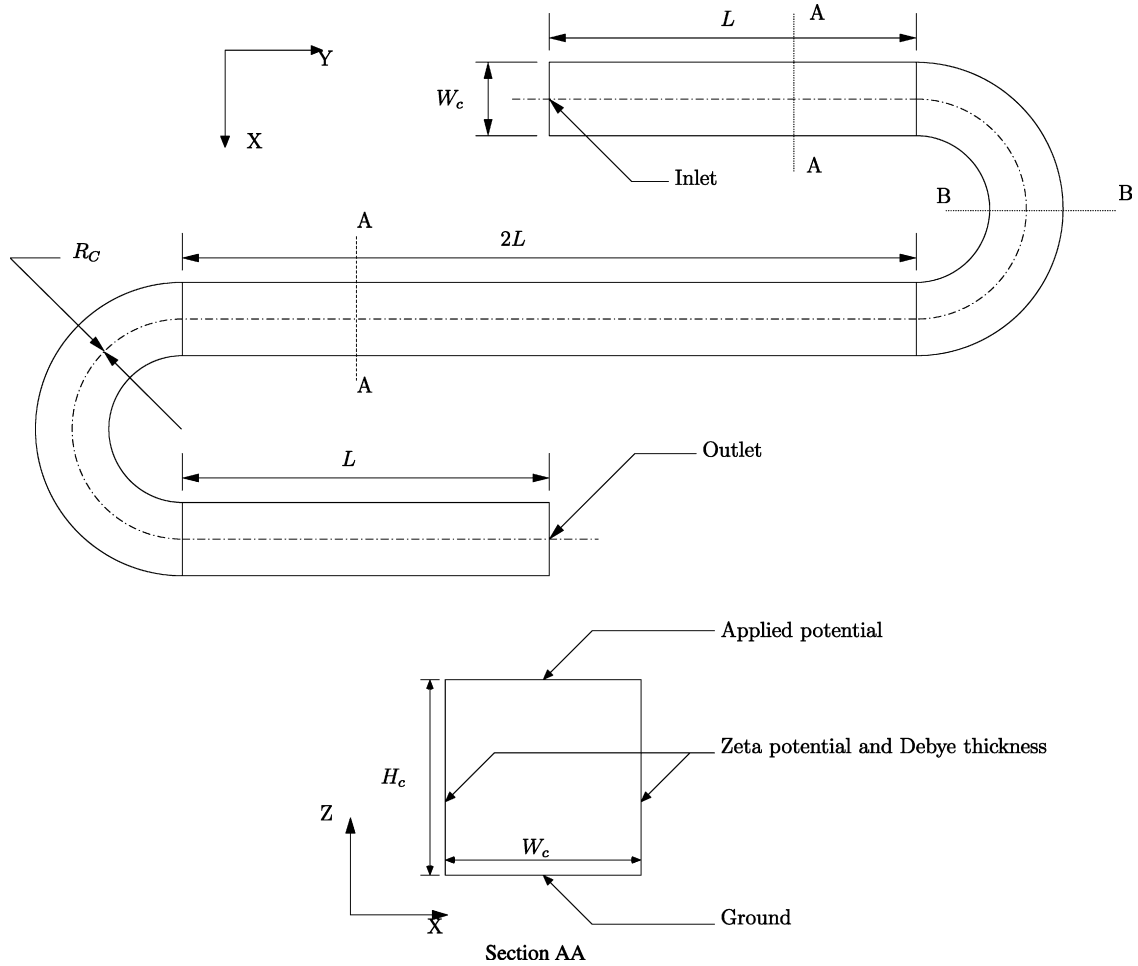 L
A
Y
W_c
X
A
Inlet
B
B
A
R_C
2L
A
L
Outlet
Applied potential
Zeta potential and Debye thickness
H_c
Z
W_c
Ground
X
Section AA